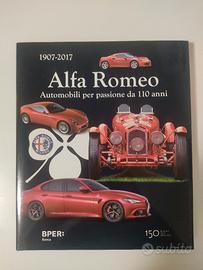 1907-2017
Alfa Romeo
Automobili per passione da 110 anni
BPER:
Banca
150
subito